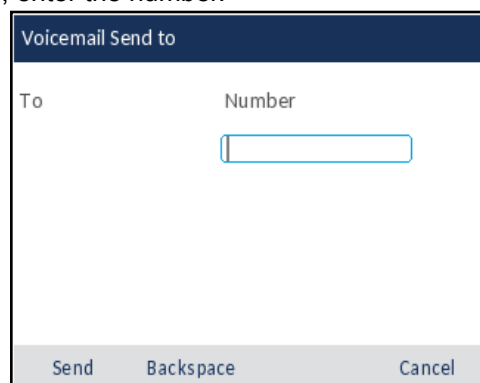 , enter the number.
Voicemail Send to
To Number
Send Backspace Cancel